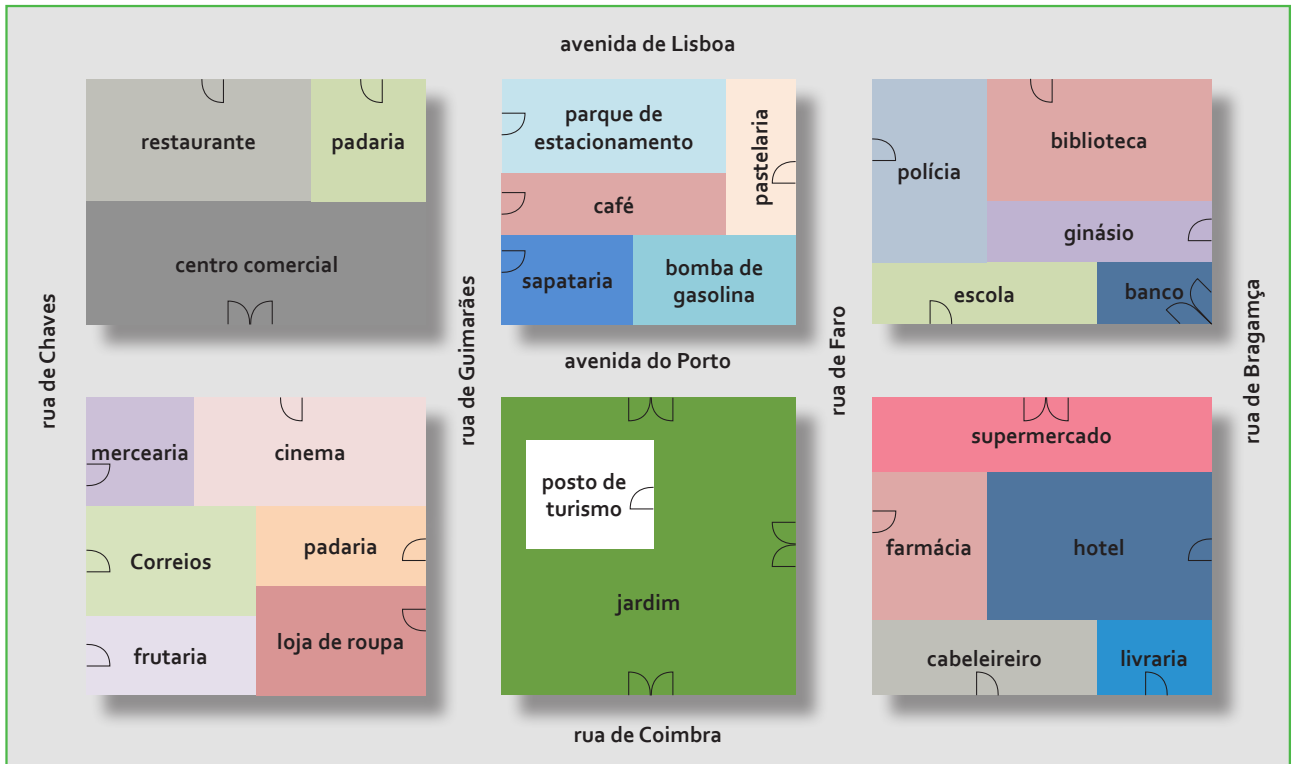 avenida de Lisboa
restaurante
padaria
centro comercial
parque de
estacionamento
pastelaria
café
sapataria
bomba de
gasolina
polícia
biblioteca
ginásio
escola
banco
rua de Chaves
rua de Guimarães
avenida do Porto
rua de Faro
rua de Bragamça
mercearia
cinema
Correios
padaria
frutaria
loja de roupa
posto de
turismo
jardim
supermercado
farmácia
hotel
cabeleireiro
livraria
rua de Coimbra